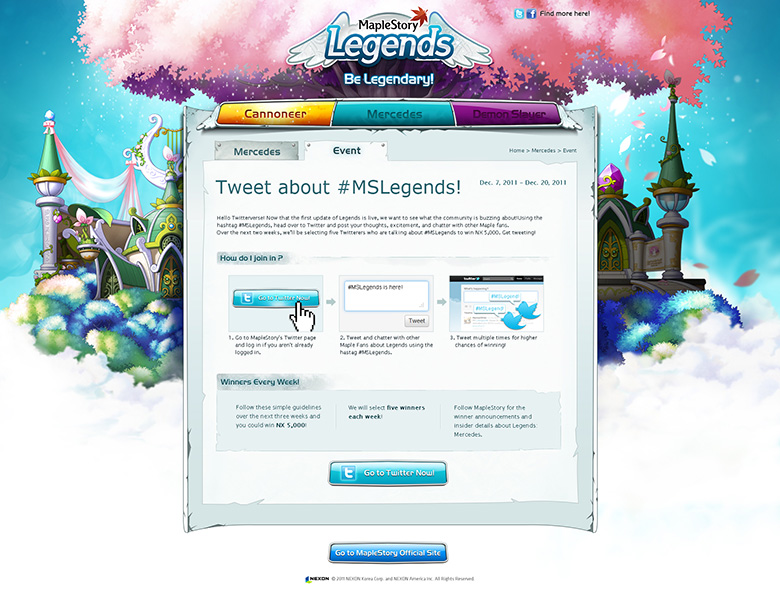 MapleStory
Legends
Be Legendary!
Find more here!
Cannoneer
Mercedes
Demon Slayer
Mercedes
Event
Home > Mercedes > Event
Tweet about #MSLegends!
Dec. 7, 2011 - Dec. 20, 2011
Hello Twitterverse! Now that the first update of Legends is live, we want to see what the community is buzzing about!Using the
hashtag #MSLegends, head over to Twitter and post your thoughts, excitement, and chatter with other Maple fans.
Over the next two weeks, we'll be selecting five Twitterers who are talking about #MSLegends to win NX 5,000. Get tweeting!
How do I join in ?
Go to Twitter Now!
#MSLegends is here!
Tweet
#MSLegend
#MSLegend
1. Go to MapleStory's Twitter page
and log in if you aren't already
logged in.
2. Tweet and chatter with other
Maple Fans about Legends using the
hastag #MSLegends.
3. Tweet multiple times for higher
chances of winning!
Winners Every Week!
Follow these simple guidelines
over the next three weeks and
you could win NX 5,000!
We will select five winners
each week!
Follow MapleStory for the
winner announcements and
insider details about Legends:
Mercedes.
Go to Twitter Now!
Go to MapleStory Official Site
NEXON © 2011 NEXON Korea Corp. and NEXON America Inc. All Rights Reserved.